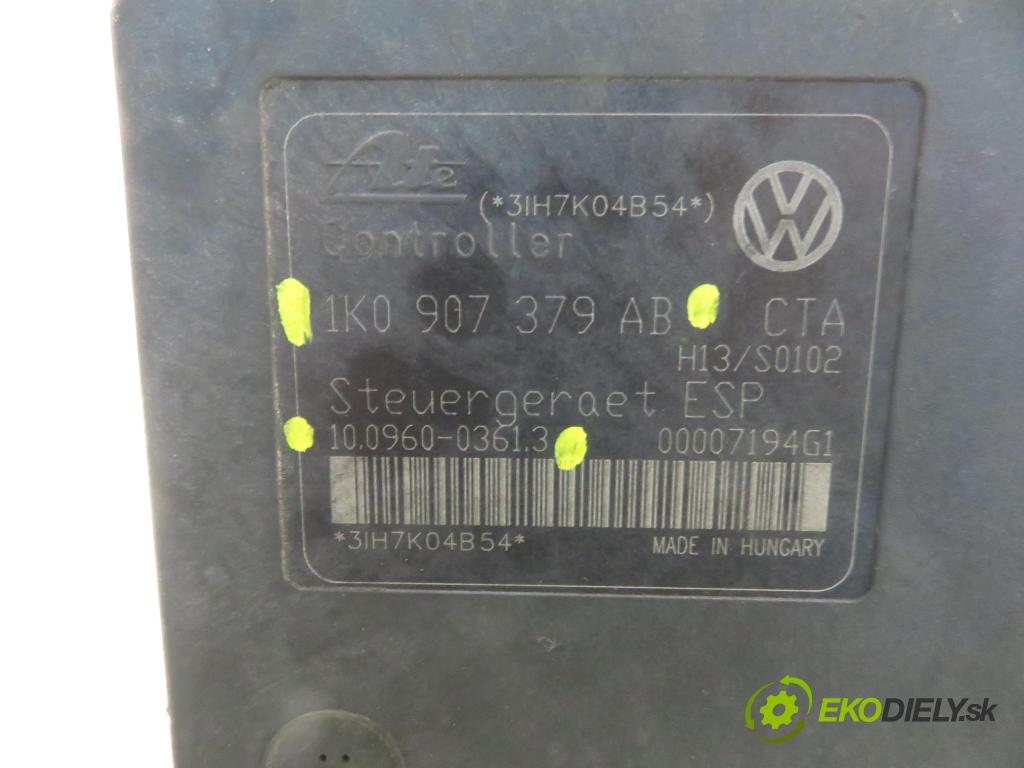 Ate
(*3IH7K04B54*)
Controller
1K0 907 379 AB CTA
H13/S0102
Steuergeraet ESP
10.0960-0361.3 00007194G1
*3IH7K04B54*
MADE IN HUNGARY
EKODIELY.sk